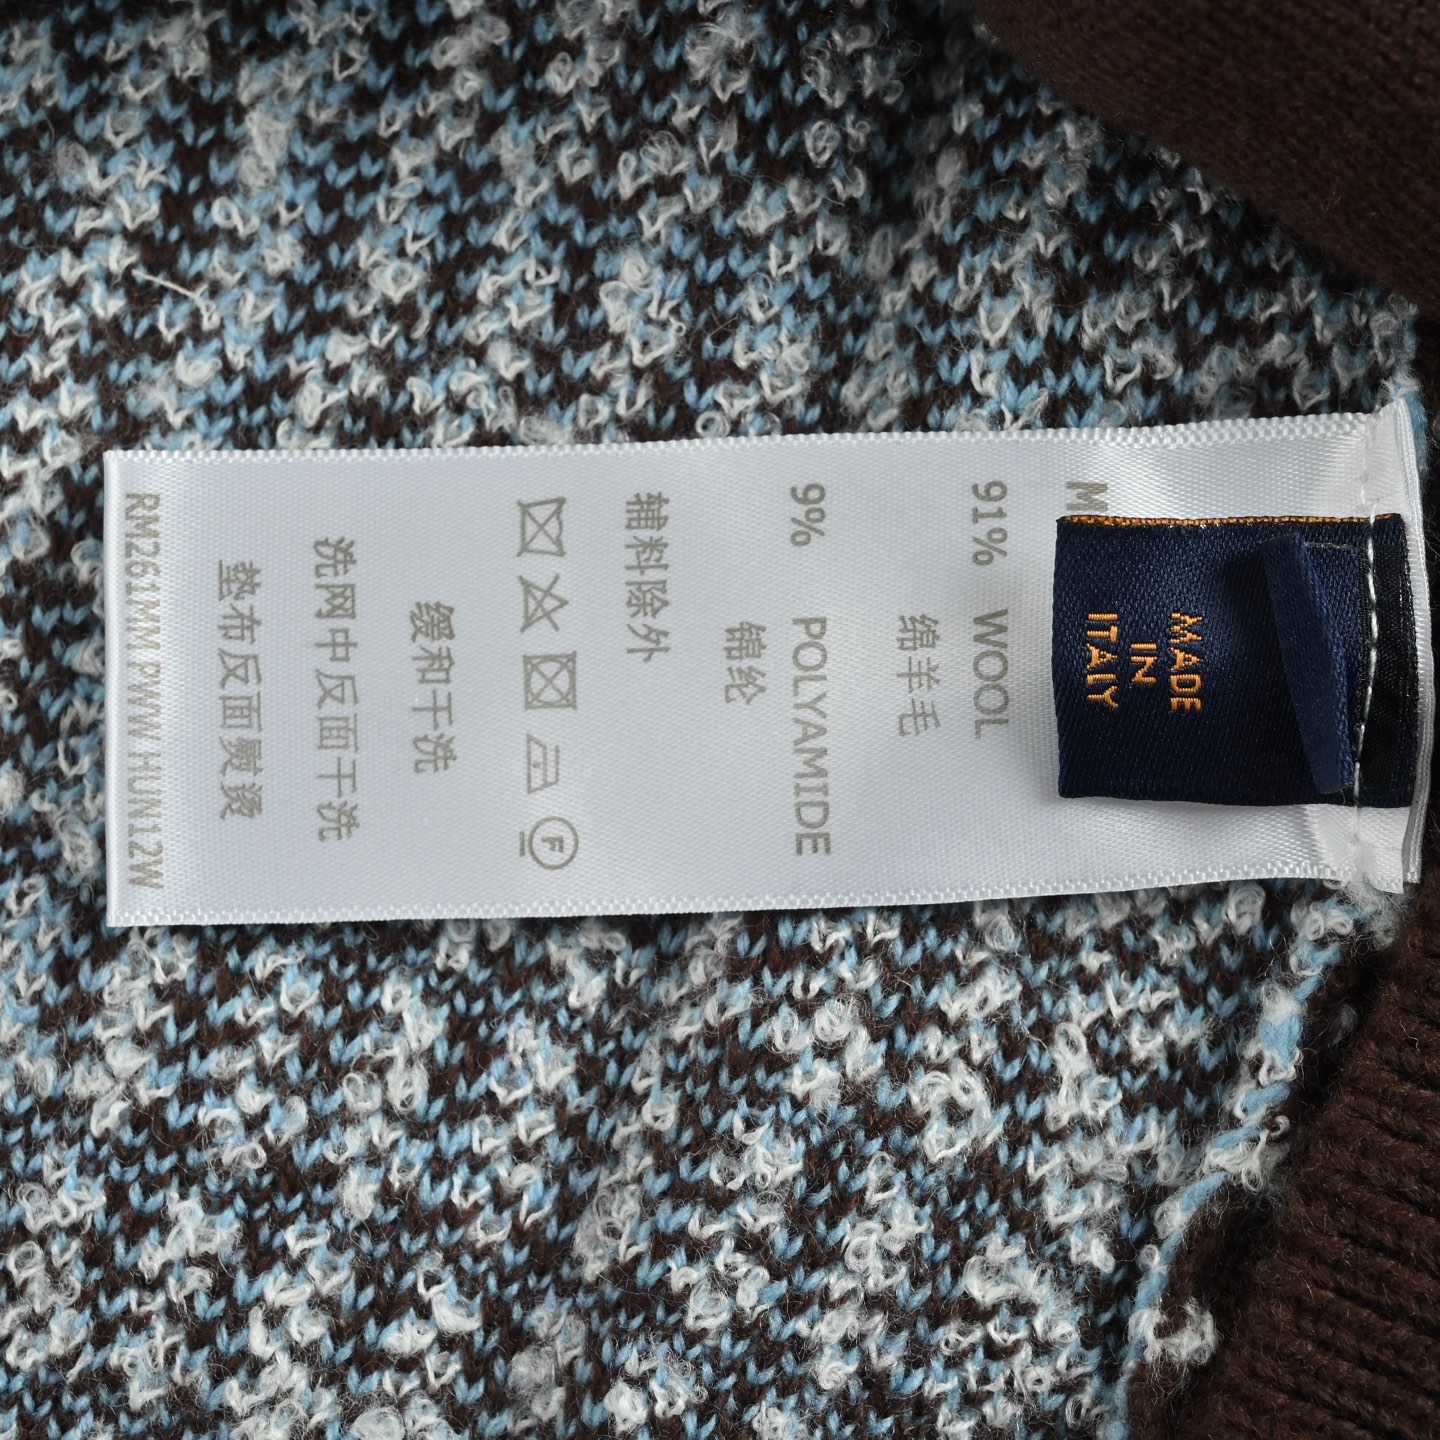 MADE
IN
ITALY
91% WOOL
绵羊毛
9% POLYAMIDE
锦纶
辅料除外
F
缓和干洗
洗网中反面干洗
垫布反面熨烫
RM261MM PWW HUN12W